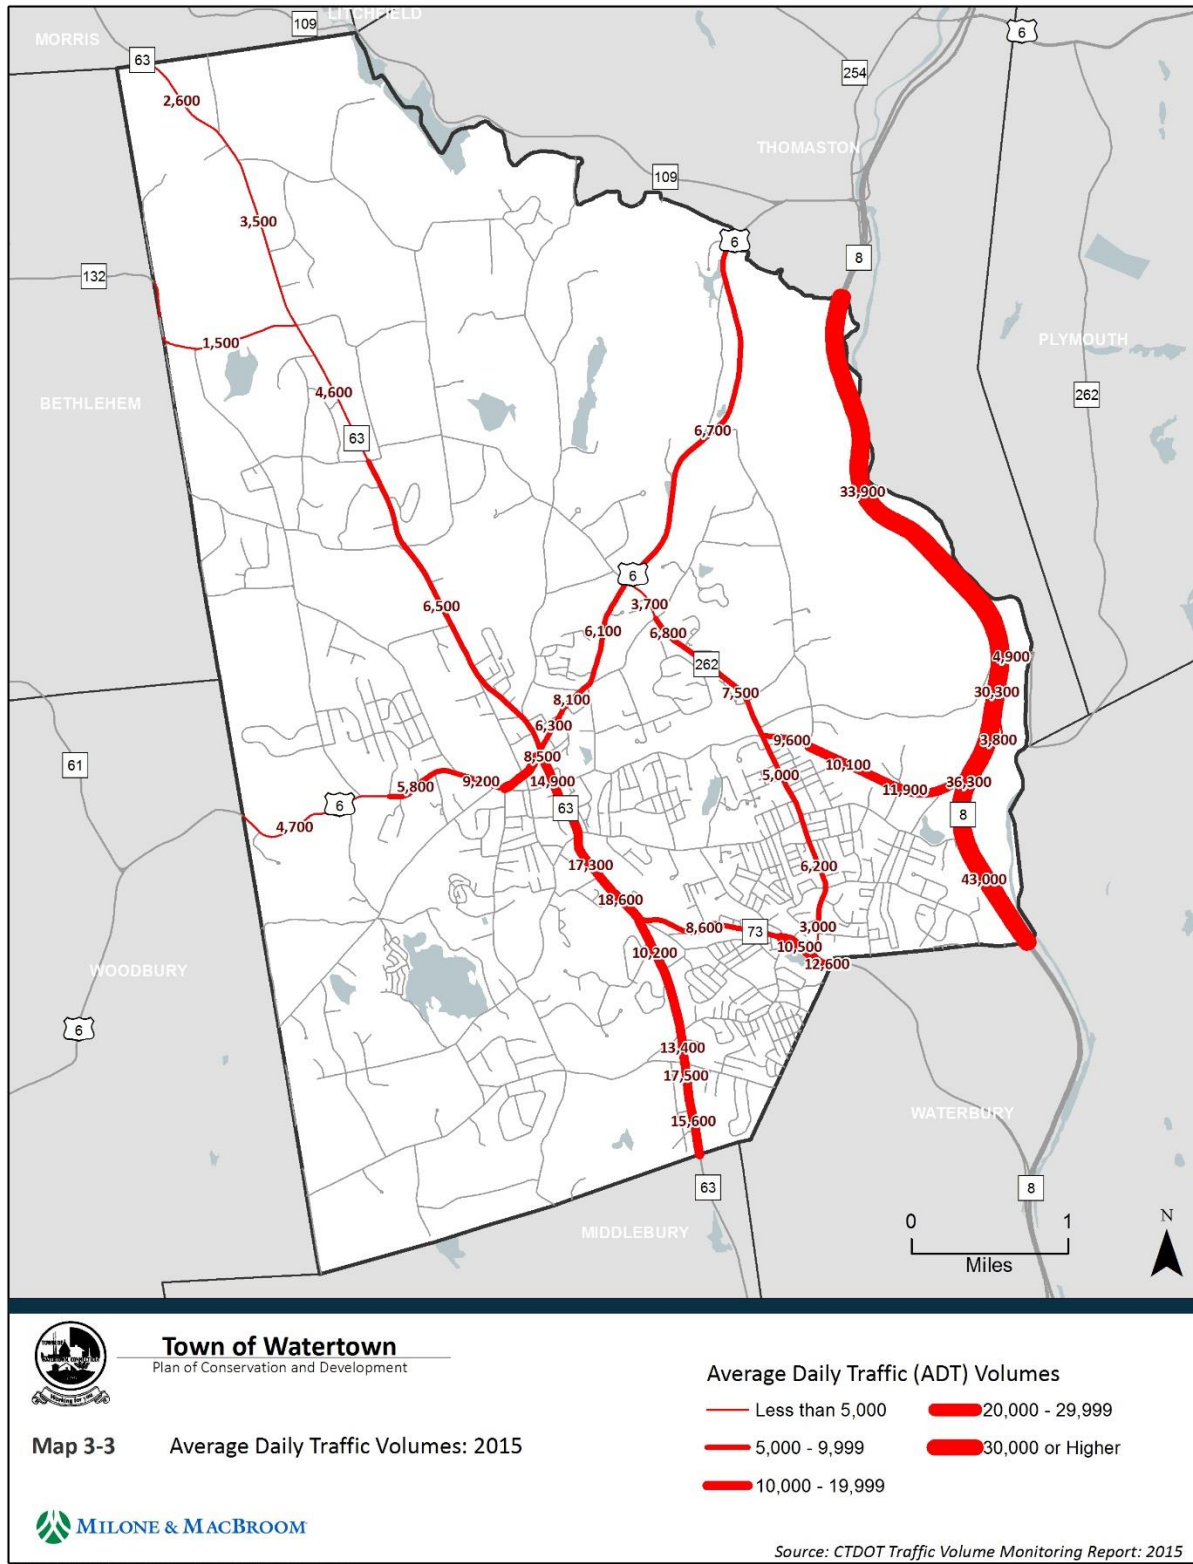 LITCHFIELD
109
6
MORRIS
63
254
2,600
THOMASTON
109
3,500
6
8
132
PLYMOUTH
1,500
262
4,600
BETHLEHEM
63
6,700
33,900
6
3,700
6,500
6,100
6,800
4,900
262
30,300
7,500
8,100
6,300
9,600
3,800
8,500
61
10,100
5,000
9,200
14,900
36,300
5,800
11,900
6
63
8
4,700
17,300
6,200
43,000
18,600
8,600
73
3,000
10,500
10,200
12,600
WOODBURY
6
13,400
17,500
WATERBURY
15,600
63
8
MIDDLEBURY
0 1
Miles
N
Town of Watertown
Plan of Conservation and Development
Working for you
Map 3-3 Average Daily Traffic Volumes: 2015
MILONE & MACBROOM
Average Daily Traffic (ADT) Volumes
Less than 5,000
5,000 - 9,999
10,000 - 19,999
20,000 - 29,999
30,000 or Higher
Source: CTDOT Traffic Volume Monitoring Report: 2015